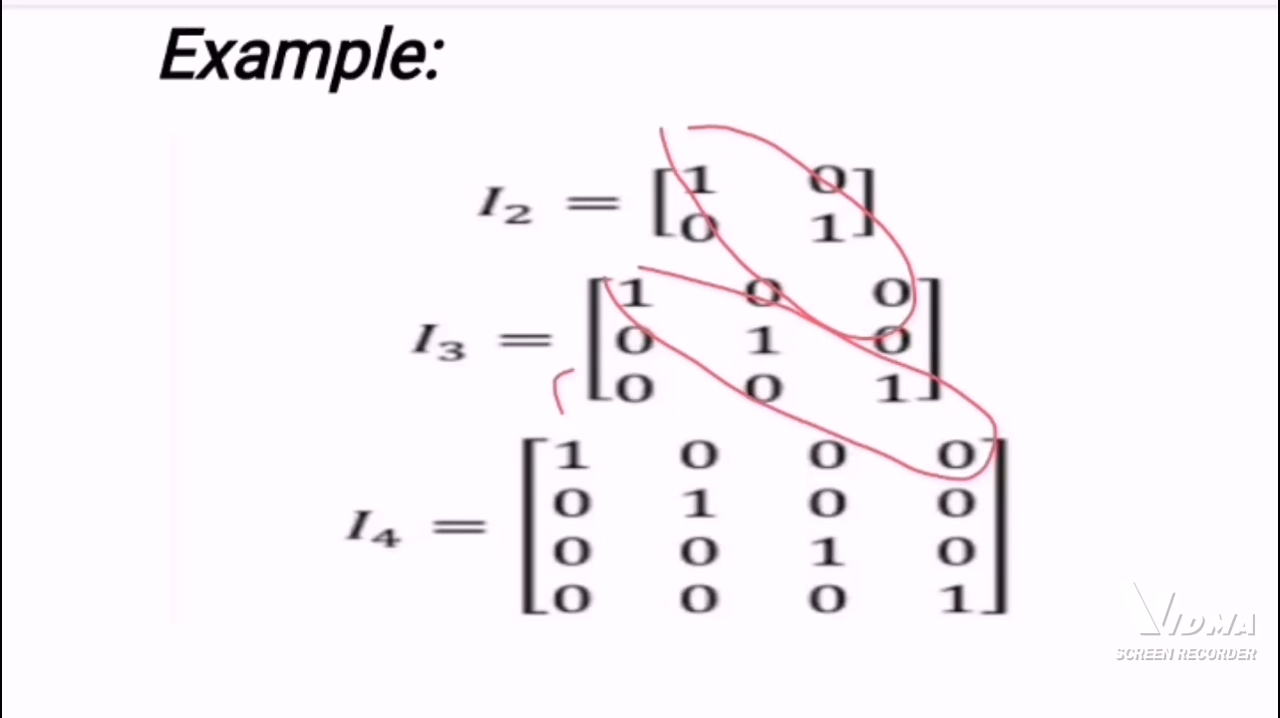 Example:
I₂ = [1 0
0 1]
I₃ = [1 0 0
0 1 0
0 0 1]
I₄ = [1 0 0 0
0 1 0 0
0 0 1 0
0 0 0 1]
VIDMA
SCREEN RECORDER